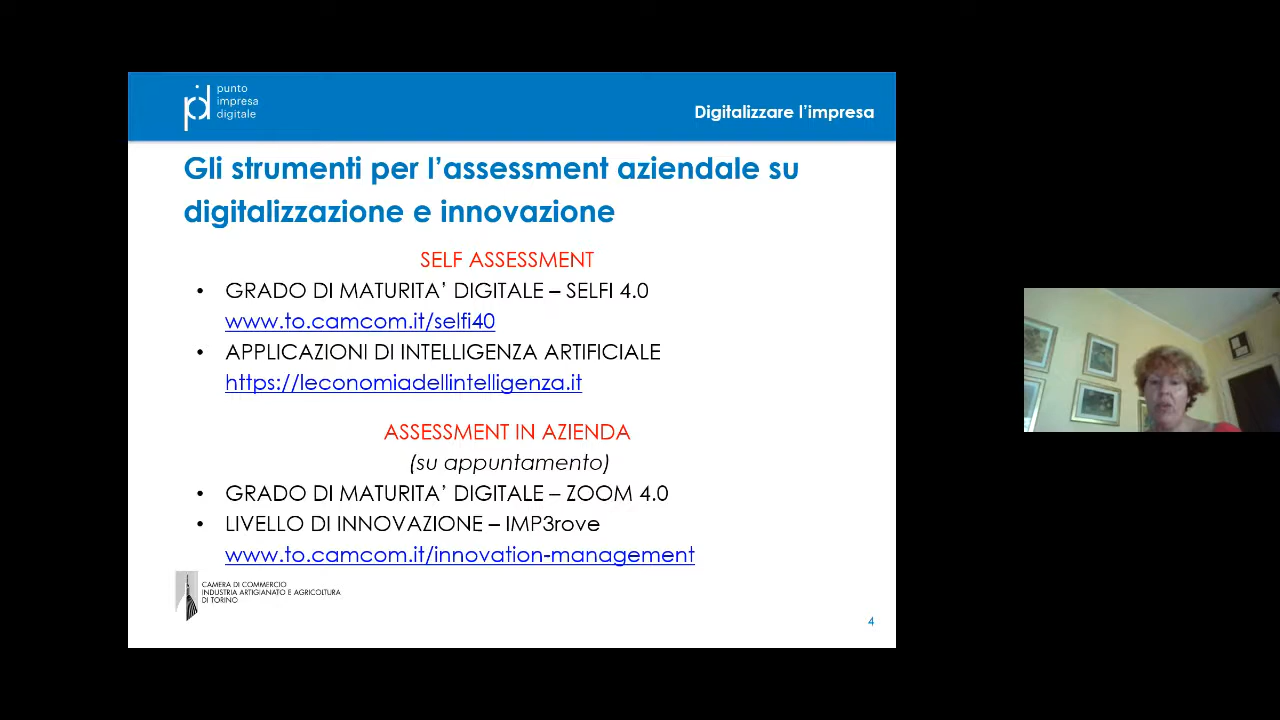 punto
impresa
digitale
Digitalizzare l’impresa
Gli strumenti per l’assessment aziendale su
digitalizzazione e innovazione
SELF ASSESSMENT
• GRADO DI MATURITA’ DIGITALE – SELFI 4.0
www.to.camcom.it/selfi40
• APPLICAZIONI DI INTELLIGENZA ARTIFICIALE
https://leconomiadellintelligenza.it
ASSESSMENT IN AZIENDA
(su appuntamento)
• GRADO DI MATURITA’ DIGITALE – ZOOM 4.0
• LIVELLO DI INNOVAZIONE – IMP3rove
www.to.camcom.it/innovation-management
CAMERA DI COMMERCIO
INDUSTRIA ARTIGIANATO E AGRICOLTURA
DI TORINO
4